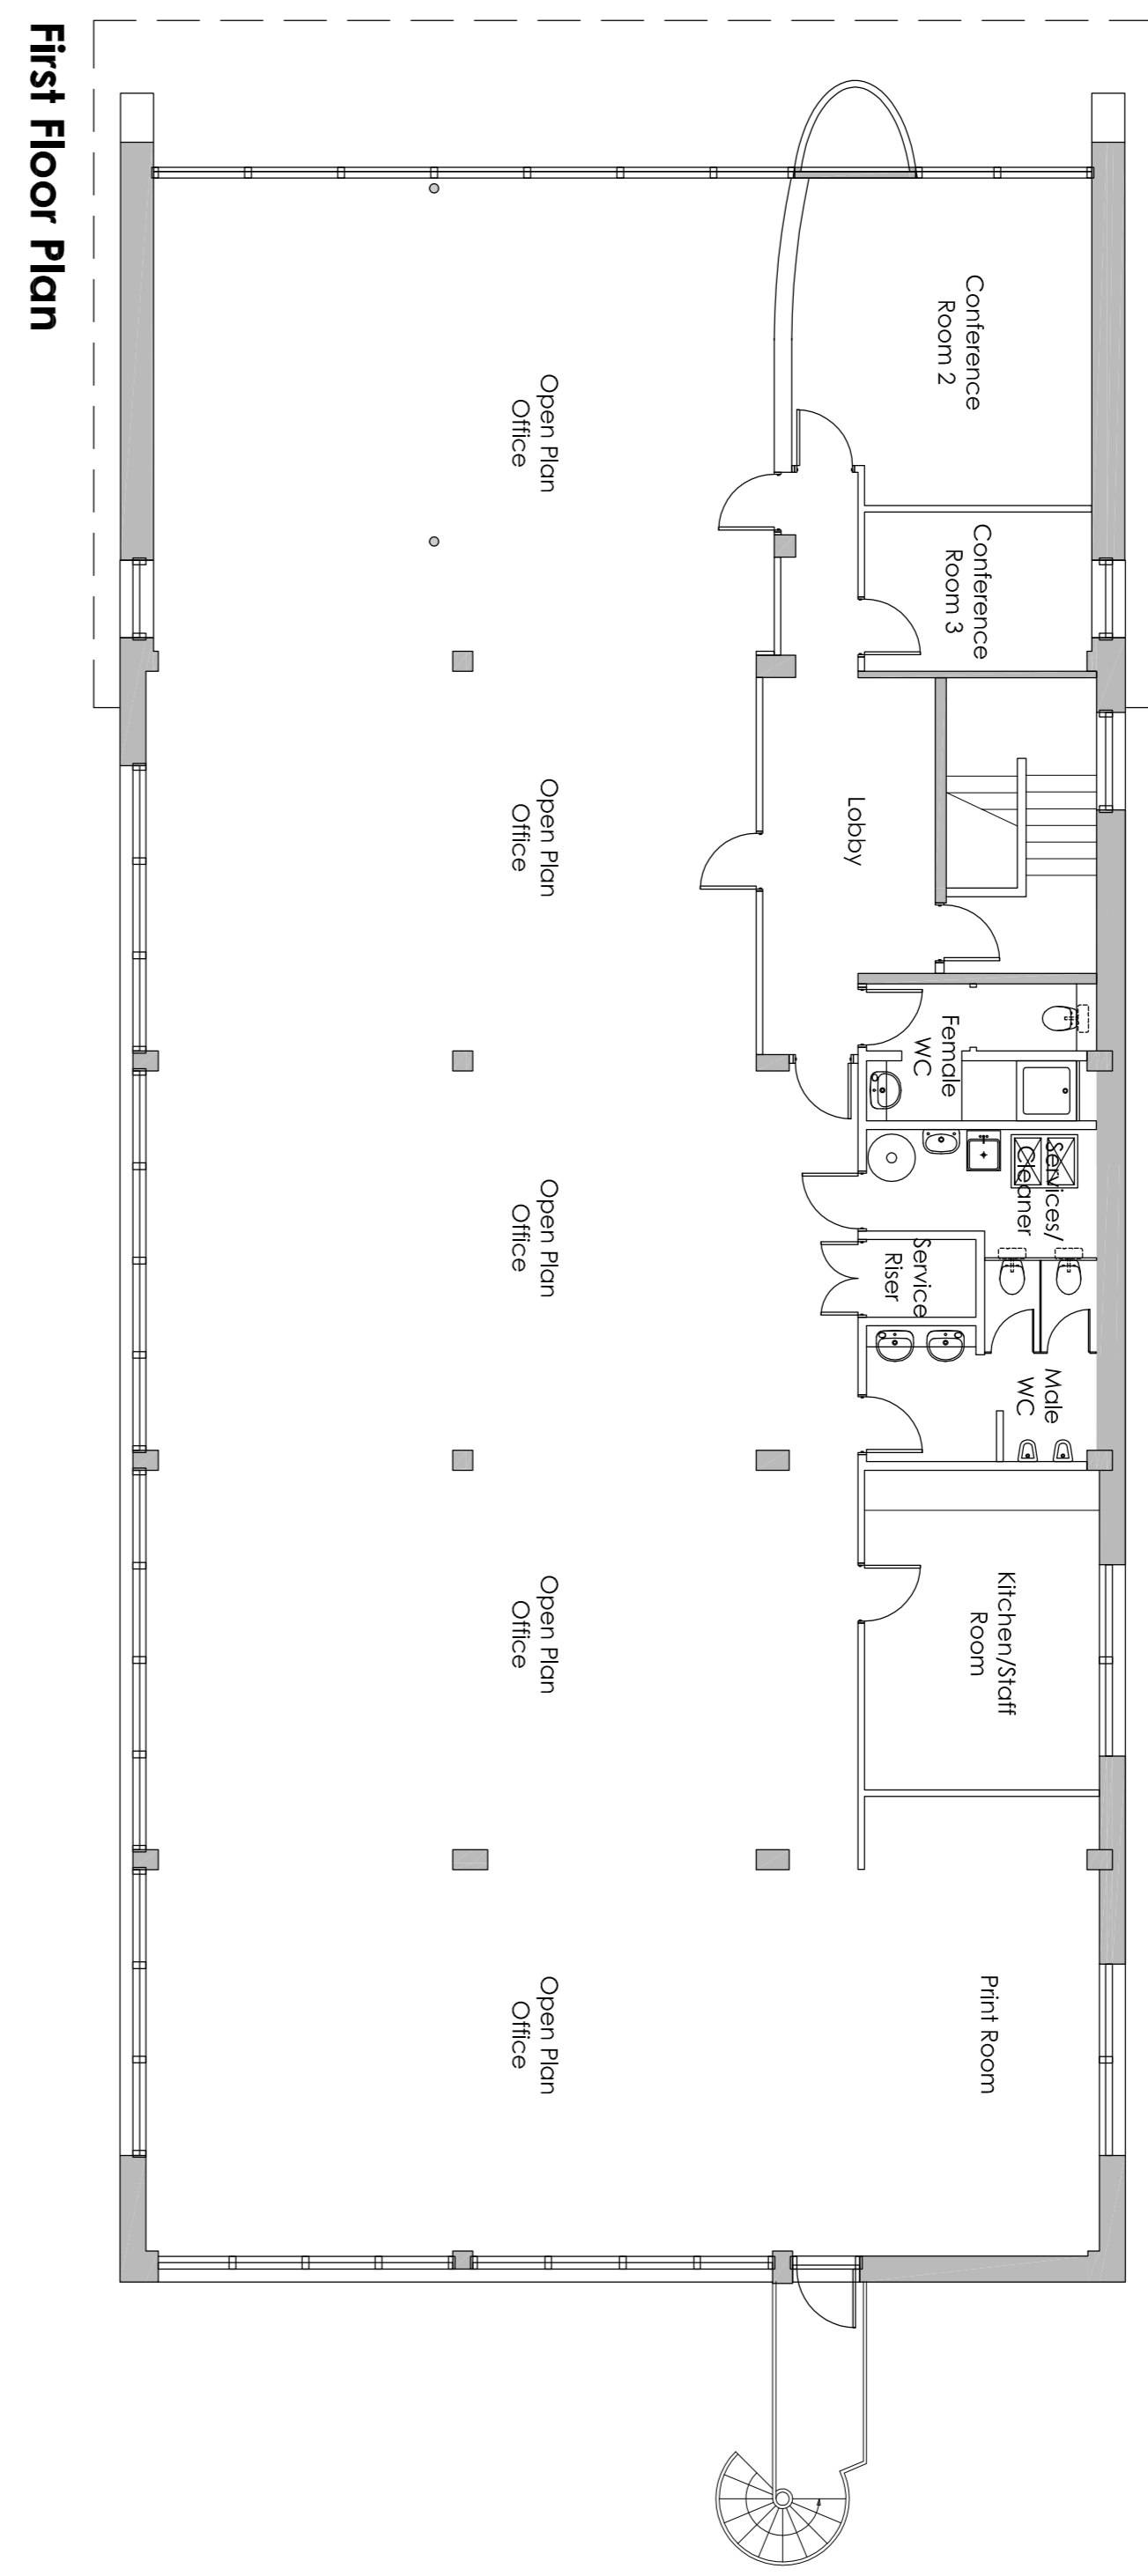 First Floor Plan
Conference
Room 2
Conference
Room 3
Open Plan
Office
Lobby
Open Plan
Office
Female
WC
Services/
Cleaner
Service
Riser
Open Plan
Office
Male
WC
Kitchen/Staff
Room
Open Plan
Office
Print Room
Open Plan
Office